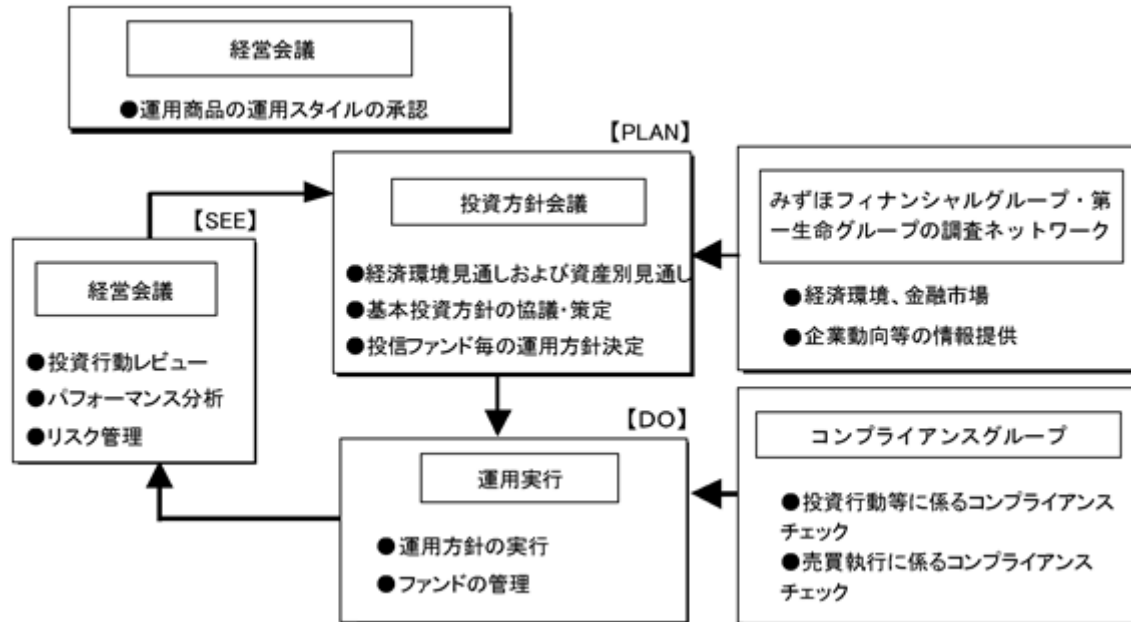 経営会議
●運用商品の運用スタイルの承認
【PLAN】
投資方針会議
●経済環境見通しおよび資産別見通し
●基本投資方針の協議・策定
●投信ファンド毎の運用方針決定
みずほフィナンシャルグループ・第
一生命グループの調査ネットワーク
●経済環境、金融市場
●企業動向等の情報提供
【SEE】
経営会議
●投資行動レビュー
●パフォーマンス分析
●リスク管理
【DO】
運用実行
●運用方針の実行
●ファンドの管理
コンプライアンスグループ
●投資行動等に係るコンプライアンス
チェック
●売買執行に係るコンプライアンス
チェック